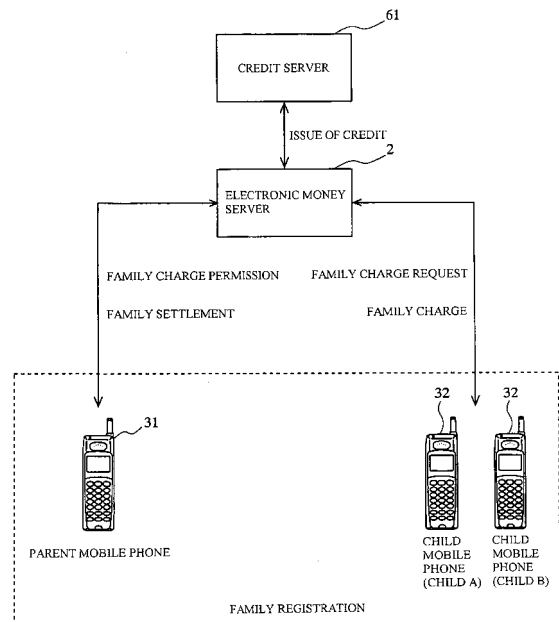 61
CREDIT SERVER
ISSUE OF CREDIT
2
ELECTRONIC MONEY
SERVER
FAMILY CHARGE PERMISSION
FAMILY CHARGE REQUEST
FAMILY SETTLEMENT
FAMILY CHARGE
31
32
32
PARENT MOBILE PHONE
CHILD
MOBILE
PHONE
(CHILD A)
CHILD
MOBILE
PHONE
(CHILD B)
FAMILY REGISTRATION